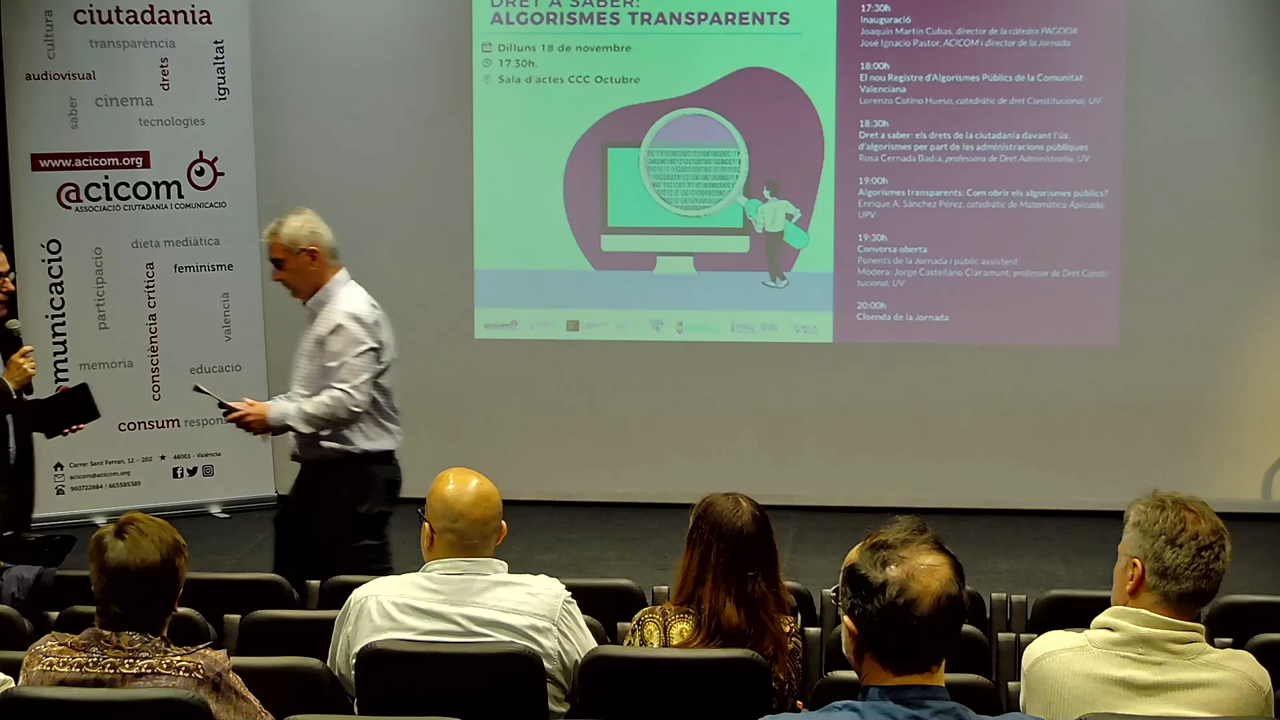 cultura
ciutadania
transparència
audiovisual
drets
igualtat
saber
cinema
tecnologies
www.acicom.org
@cicom
ASSOCIACIÓ CIUTADANIA I COMUNICACIÓ
municació
participació
dieta mediàtica
consciència crítica
feminisme
valencià
memòria
educació
consum respon
Carrer Sant Ferran, 12 - 202 ★ 46001 - València
acicom@acicom.org
960722884 / 665585389
DRET A SABER:
ALGORISMES TRANSPARENTS
Dilluns 18 de novembre
17.30h.
Sala d'actes CCC Octubre
17:30h
Inauguració
Joaquín Martín Cubas, director de la càtedra PAGODA
José Ignacio Pastor, ACICOM i director de la Jornada
18:00h
El nou Registre d'Algorismes Públics de la Comunitat
Valenciana
Lorenzo Cotino Hueso, catedràtic de dret Constitucional, UV
18:30h
Dret a saber: els drets de la ciutadania davant l'ús
d'algorismes per part de les administracions públiques
Rosa Cernada Badía, professora de Dret Administratiu, UV
19:00h
Algorismes transparents: Com obrir els algorismes públics?
Enrique A. Sánchez Pérez, catedràtic de Matemàtica Aplicada,
UPV
19:30h
Conversa oberta
Ponents de la Jornada i públic assistent
Modera: Jorge Castellano Claramunt, professor de Dret Consti-
tucional, UV
20:00h
Cloenda de la Jornada